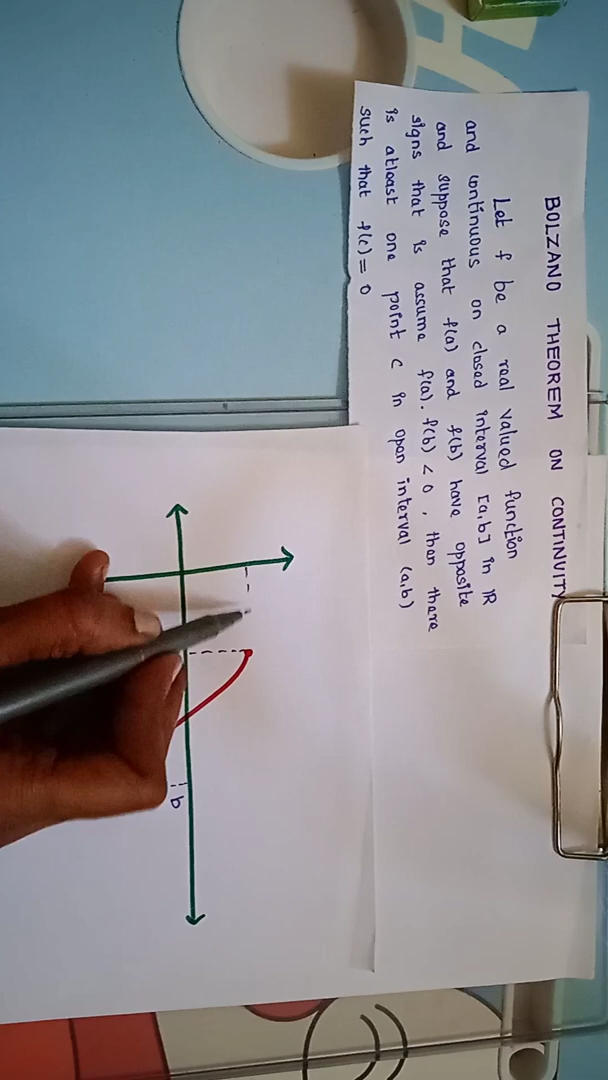 BOLZANO THEOREM ON CONTINUITY
Let f be a real valued function
and continuous on closed interval [a,b] in IR
and suppose that f(a) and f(b) have opposite
signs that is assume f(a).f(b) < 0, then there
is atleast one point c in open interval (a,b)
such that f(c) = 0
b